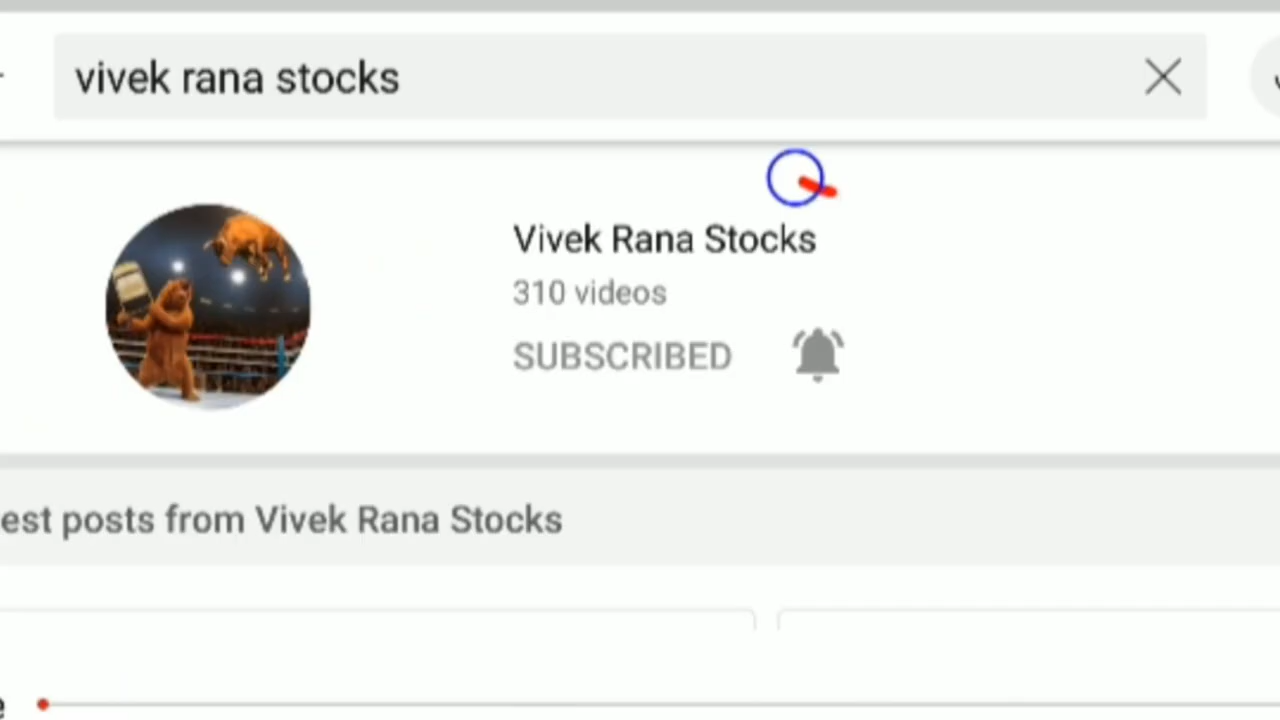 vivek rana stocks
Vivek Rana Stocks
310 videos
SUBSCRIBED
est posts from Vivek Rana Stocks
e